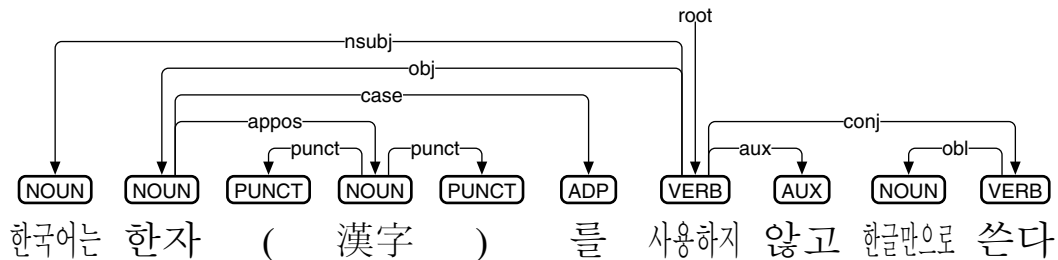 root
nsubj
obj
case
appos conj
punct punct aux obl
NOUN NOUN PUNCT NOUN PUNCT ADP VERB AUX NOUN VERB
한국어는 한자 ( 漢字 ) 를 사용하지 않고 한글만으로 쓴다